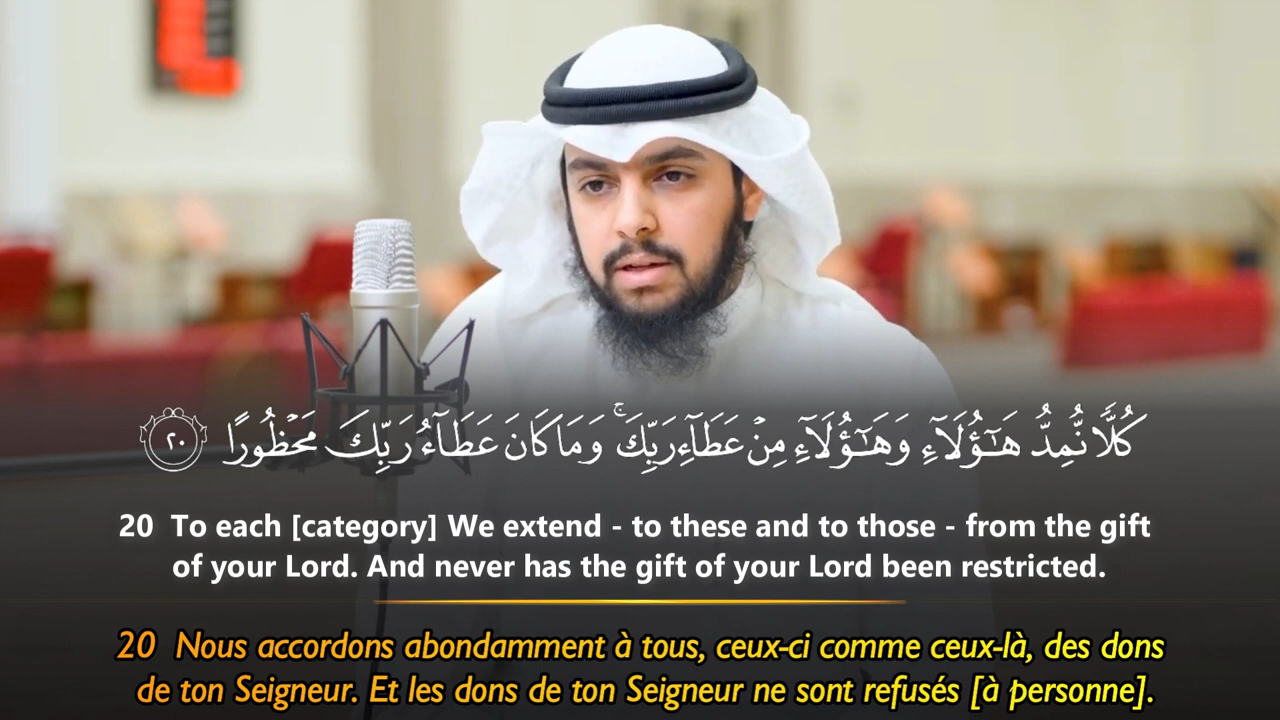 كُلًّا نُّمِدُّ هَـٰٓؤُلَآءِ وَهَـٰٓؤُلَآءِ مِنْ عَطَآءِ رَبِّكَ ۚ وَمَا كَانَ عَطَآءُ رَبِّكَ مَحْظُورًا ٢٠
20 To each [category] We extend - to these and to those - from the gift
of your Lord. And never has the gift of your Lord been restricted.
20 Nous accordons abondamment à tous, ceux-ci comme ceux-là, des dons
de ton Seigneur. Et les dons de ton Seigneur ne sont refusés [à personne].